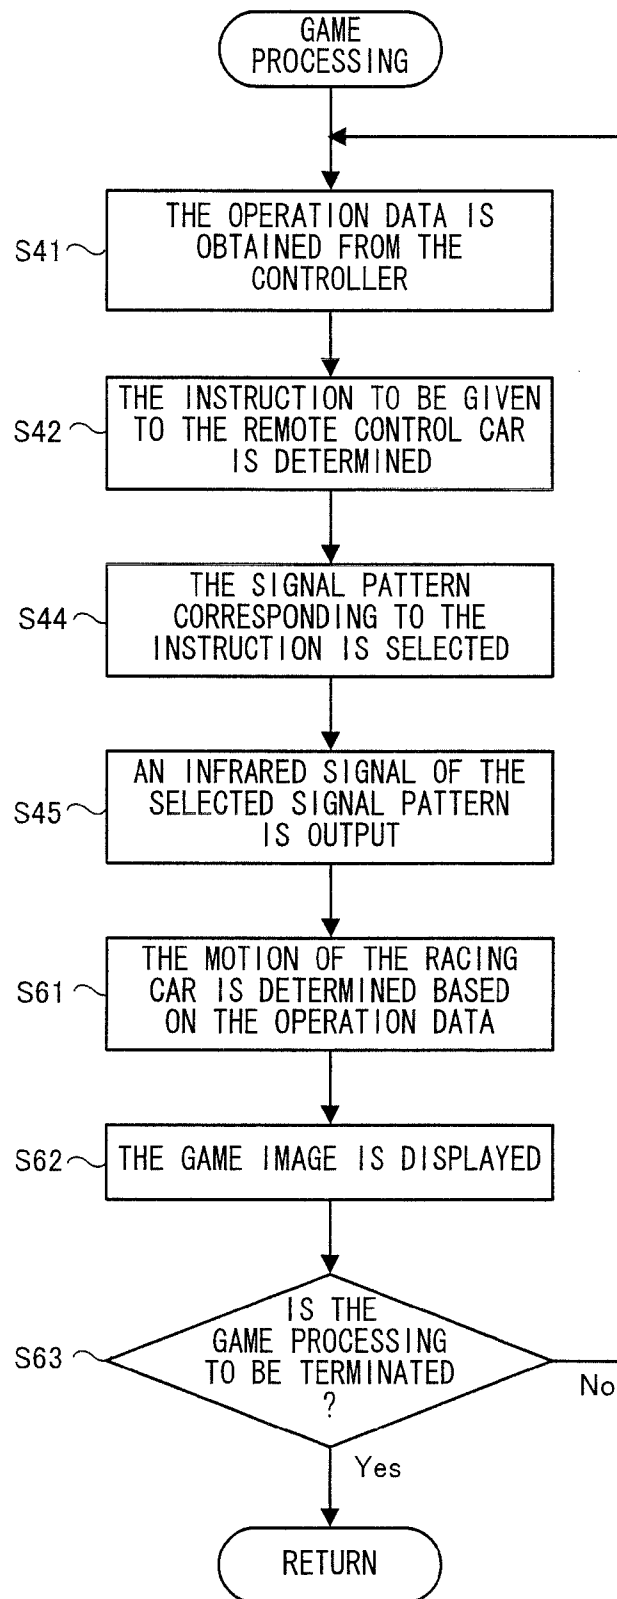 GAME
PROCESSING
S41
THE OPERATION DATA IS
OBTAINED FROM THE
CONTROLLER
S42
THE INSTRUCTION TO BE GIVEN
TO THE REMOTE CONTROL CAR
IS DETERMINED
S44
THE SIGNAL PATTERN
CORRESPONDING TO THE
INSTRUCTION IS SELECTED
S45
AN INFRARED SIGNAL OF THE
SELECTED SIGNAL PATTERN
IS OUTPUT
S61
THE MOTION OF THE RACING
CAR IS DETERMINED BASED
ON THE OPERATION DATA
S62
THE GAME IMAGE IS DISPLAYED
S63
IS THE
GAME PROCESSING
TO BE TERMINATED
?
No
Yes
RETURN